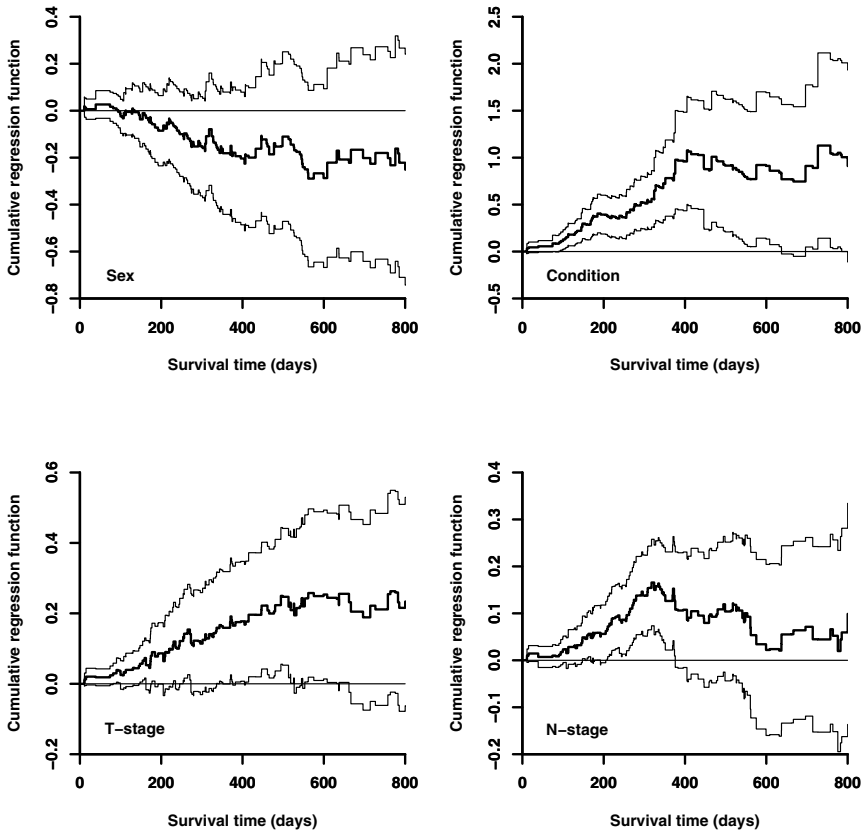 Cumulative regression function
0.4
0.2
0.0
−0.2
−0.4
−0.6
−0.8
Sex
0 200 400 600 800
Survival time (days)
Cumulative regression function
2.5
2.0
1.5
1.0
0.5
0.0
−0.5
Condition
0 200 400 600 800
Survival time (days)
Cumulative regression function
0.6
0.4
0.2
0.0
−0.2
T−stage
0 200 400 600 800
Survival time (days)
Cumulative regression function
0.4
0.3
0.2
0.1
0.0
−0.1
−0.2
N−stage
0 200 400 600 800
Survival time (days)